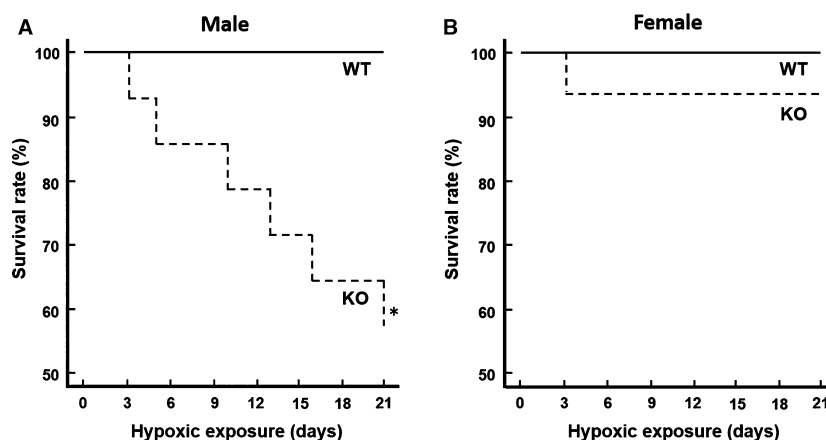 A
Male
Survival rate (%)
100
90
80
70
60
50
WT
KO
*
0 3 6 9 12 15 18 21
Hypoxic exposure (days)
B
Female
Survival rate (%)
100
90
80
70
60
50
WT
KO
0 3 6 9 12 15 18 21
Hypoxic exposure (days)